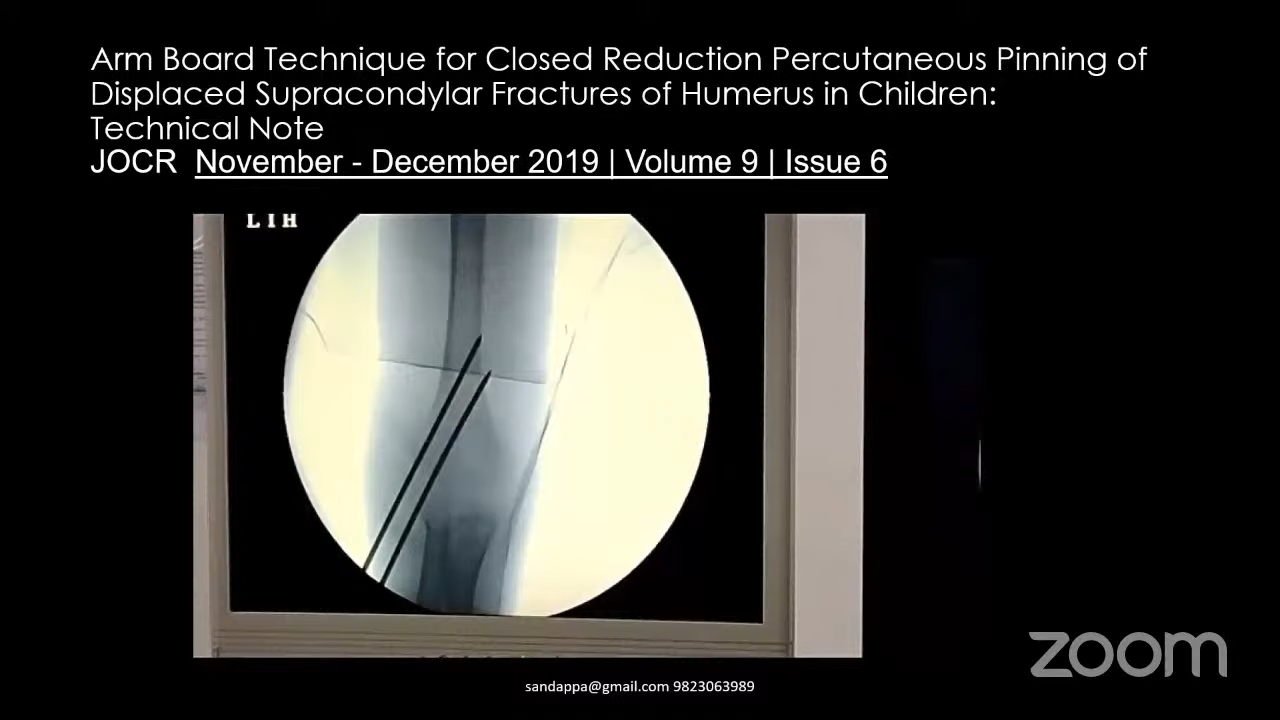 Arm Board Technique for Closed Reduction Percutaneous Pinning of
Displaced Supracondylar Fractures of Humerus in Children:
Technical Note
JOCR November - December 2019 | Volume 9 | Issue 6
zoom
sandappa@gmail.com 9823063989